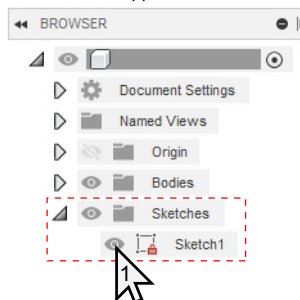 BROWSER
Document Settings
Named Views
Origin
Bodies
Sketches
Sketch1
1